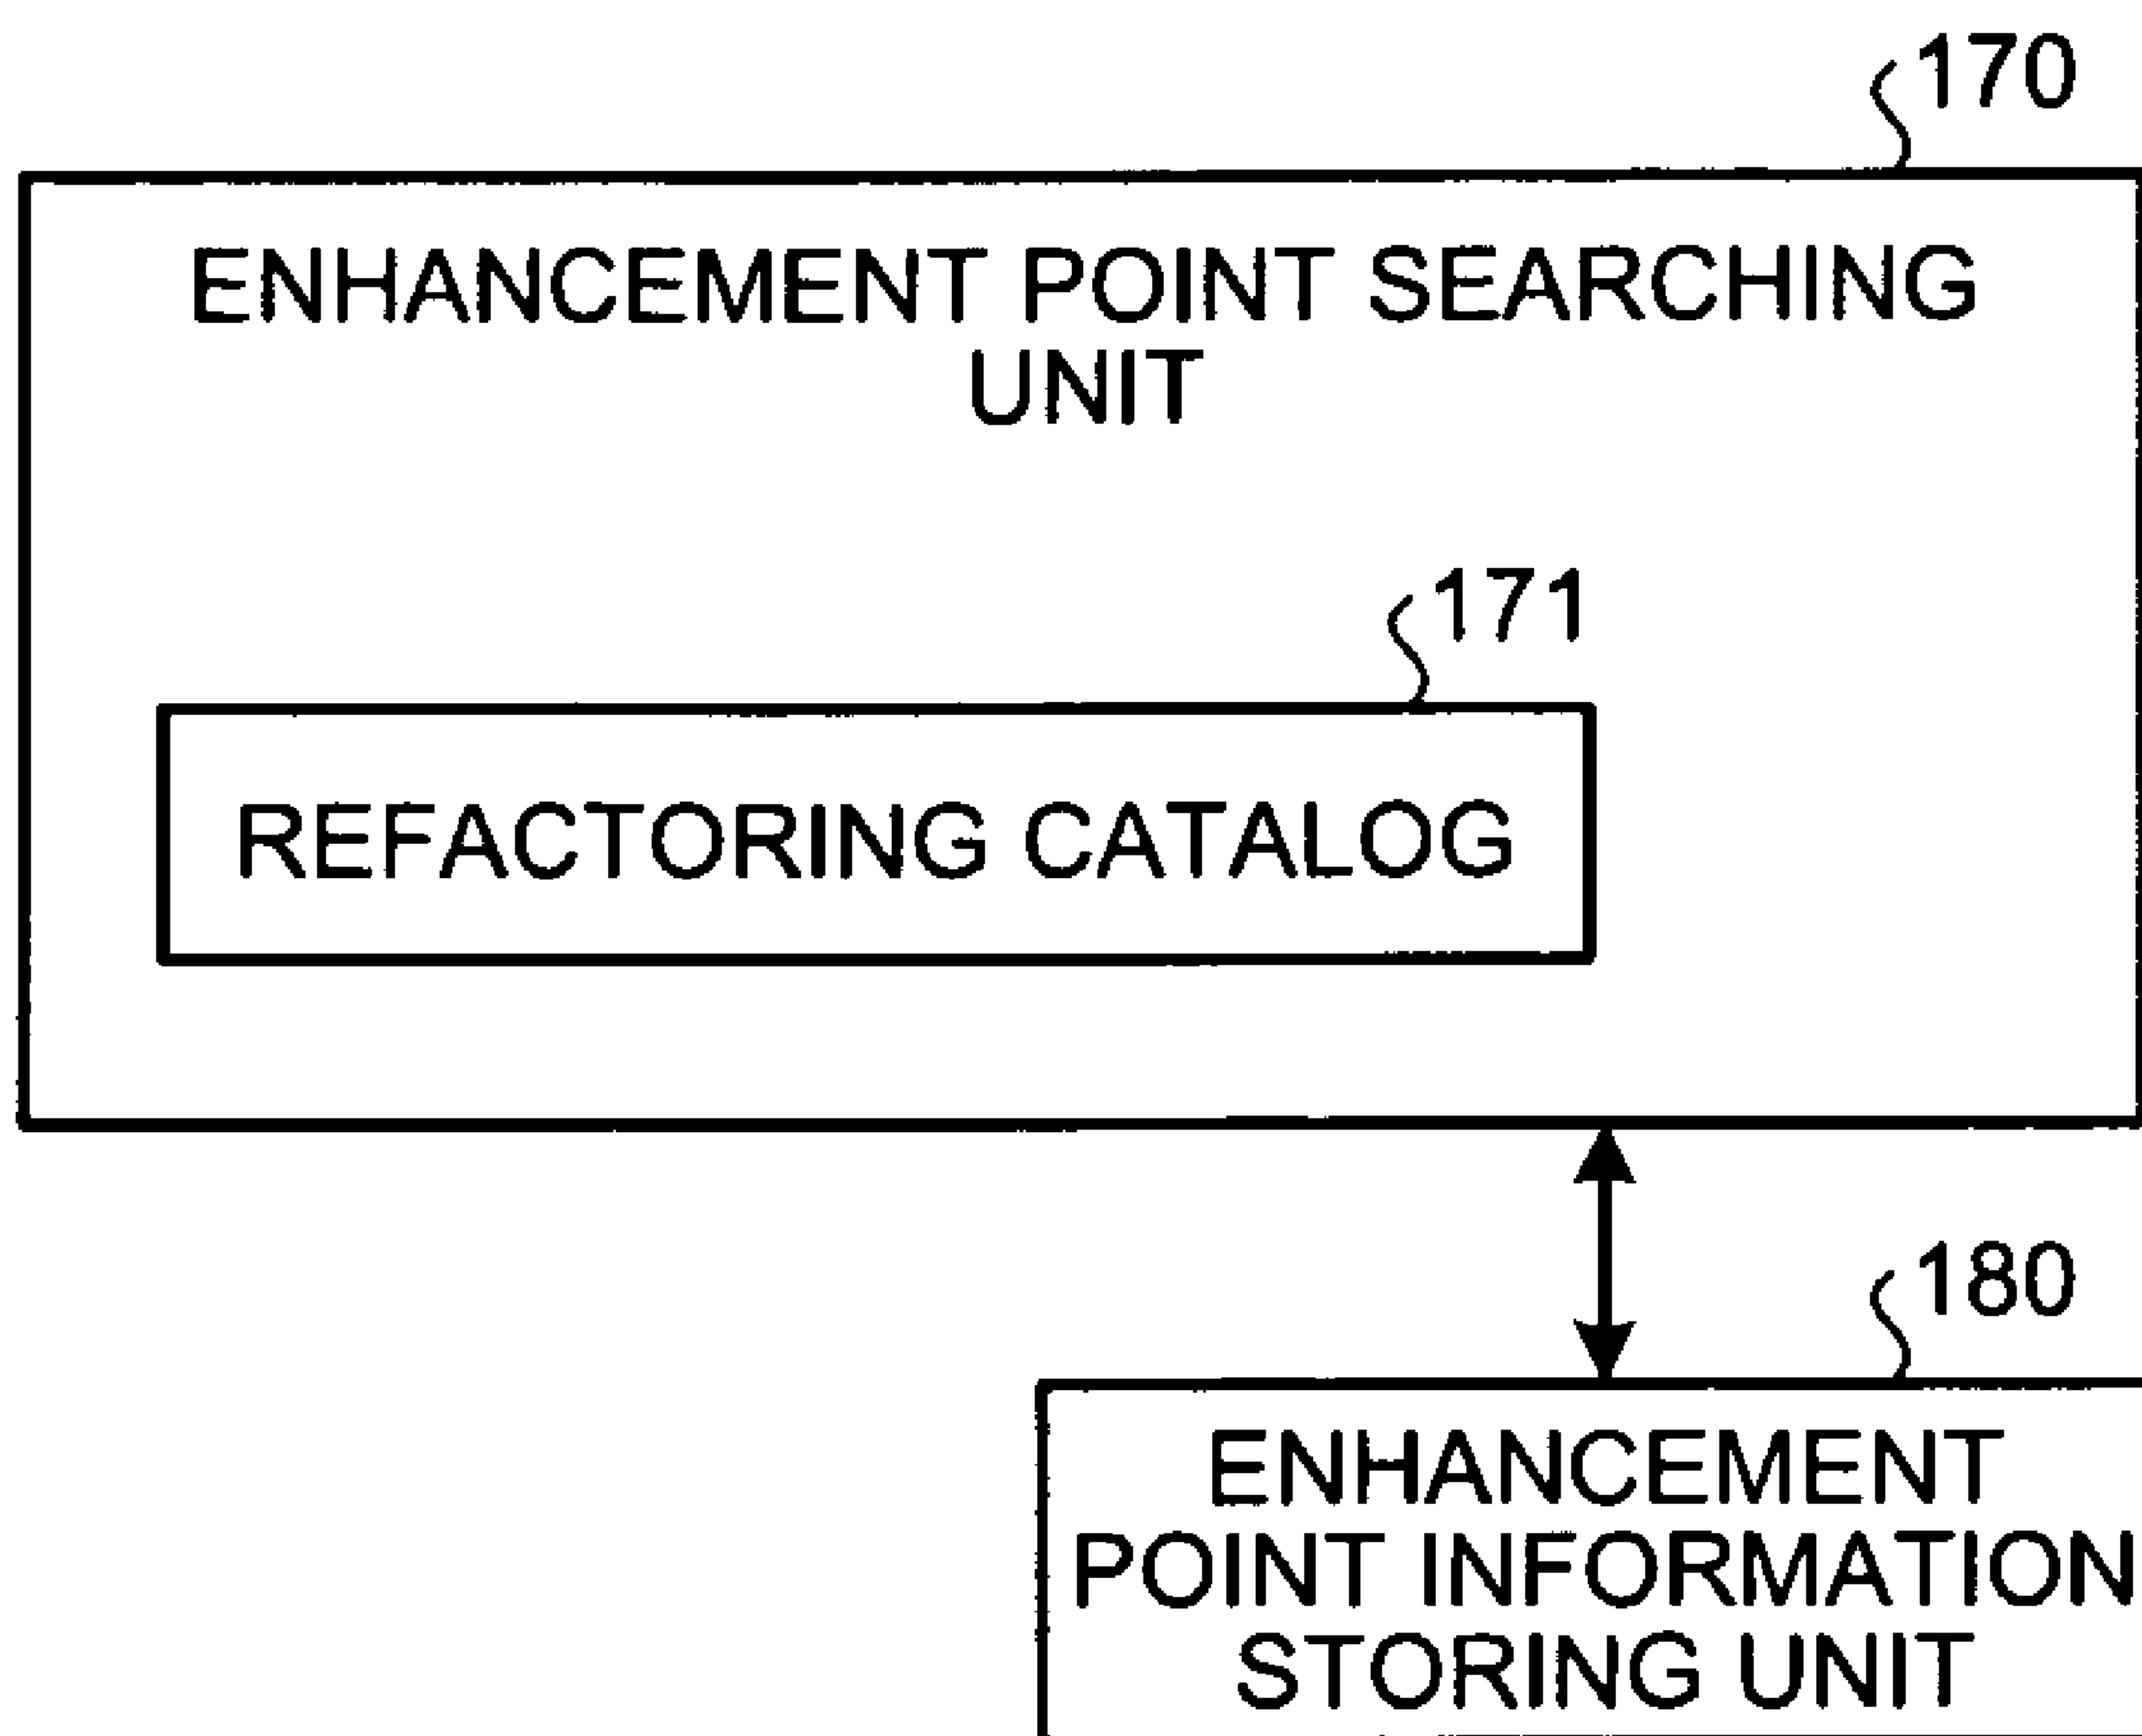 170
ENHANCEMENT POINT SEARCHING
UNIT
171
REFACTORING CATALOG
180
ENHANCEMENT
POINT INFORMATION
STORING UNIT